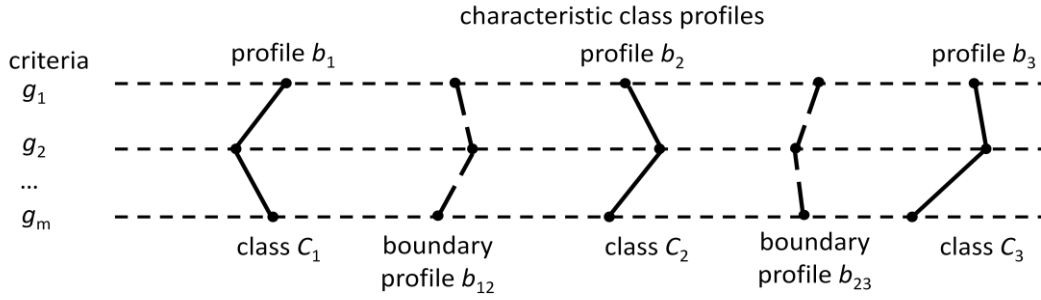 characteristic class profiles
criteria
profile b₁
profile b₂
profile b₃
g₁
g₂
...
gₘ
class C₁
boundary
profile b₁₂
class C₂
boundary
profile b₂₃
class C₃